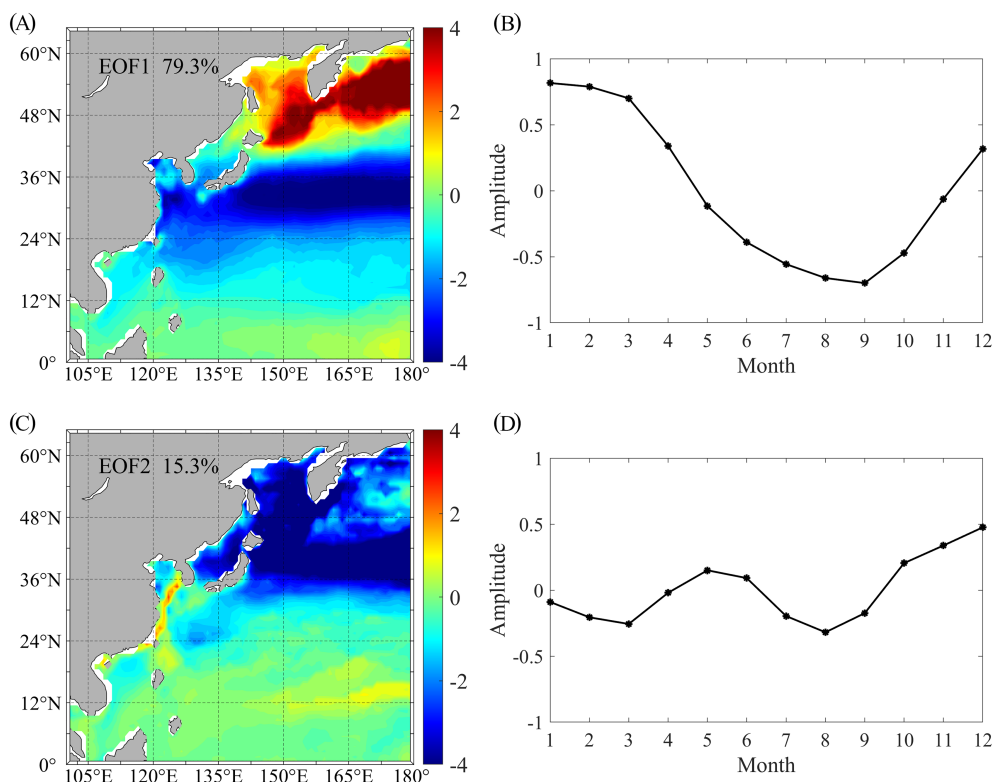 (A)
60°N
48°N
36°N
24°N
12°N
0°
EOF1 79.3%
105°E 120°E 135°E 150°E 165°E 180°
4
2
0
-2
-4
(B)
1
0.5
0
-0.5
-1
Amplitude
1 2 3 4 5 6 7 8 9 10 11 12
Month
(C)
60°N
48°N
36°N
24°N
12°N
0°
EOF2 15.3%
105°E 120°E 135°E 150°E 165°E 180°
4
2
0
-2
-4
(D)
1
0.5
0
-0.5
-1
Amplitude
1 2 3 4 5 6 7 8 9 10 11 12
Month